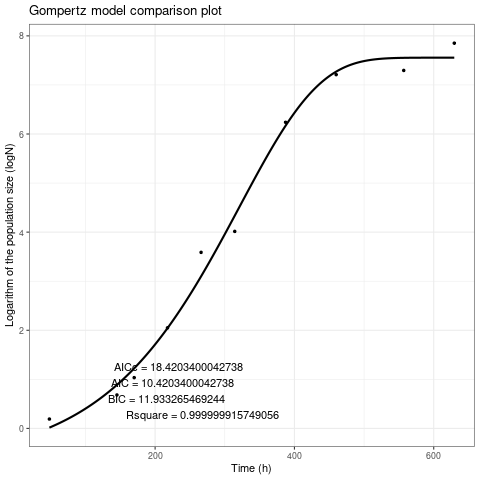 Gompertz model comparison plot
Logarithm of the population size (logN)
8
6
4
2
0
AICc = 18.4203400042738
AIC = 10.4203400042738
BIC = 11.933265469244
Rsquare = 0.999999915749056
200 400 600
Time (h)